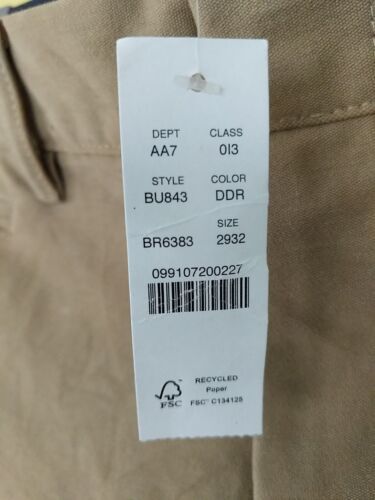 DEPT CLASS
AA7 013
STYLE COLOR
BU843 DDR
SIZE
BR6383 2932
099107200227
RECYCLED
Paper
FSC
FSC® C134125